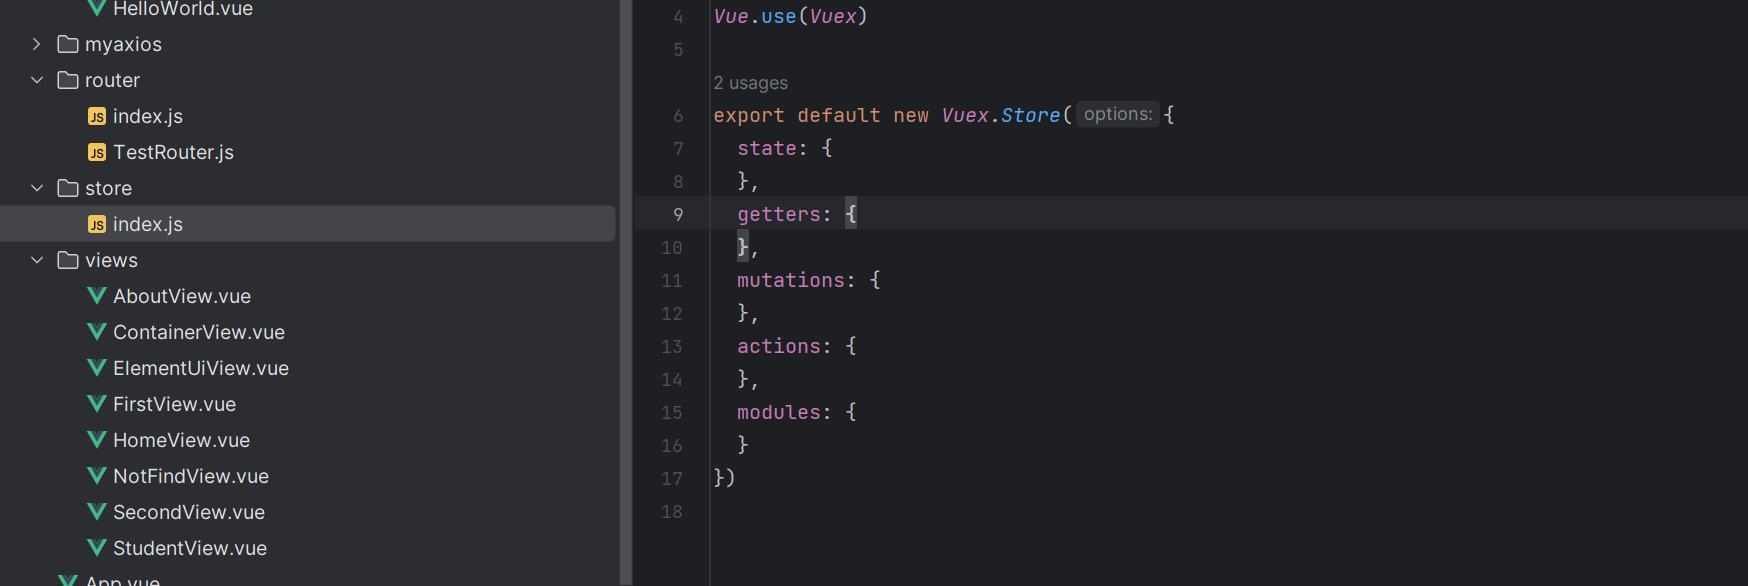 HelloWorld.vue
myaxios
router
JS index.js
JS TestRouter.js
store
JS index.js
views
AboutView.vue
ContainerView.vue
ElementUiView.vue
FirstView.vue
HomeView.vue
NotFindView.vue
SecondView.vue
StudentView.vue
App.vue
4 Vue.use(Vuex)
5
2 usages
6 export default new Vuex.Store( options: {
7 state: {
8 },
9 getters: {
10 },
11 mutations: {
12 },
13 actions: {
14 },
15 modules: {
16 }
17 })
18